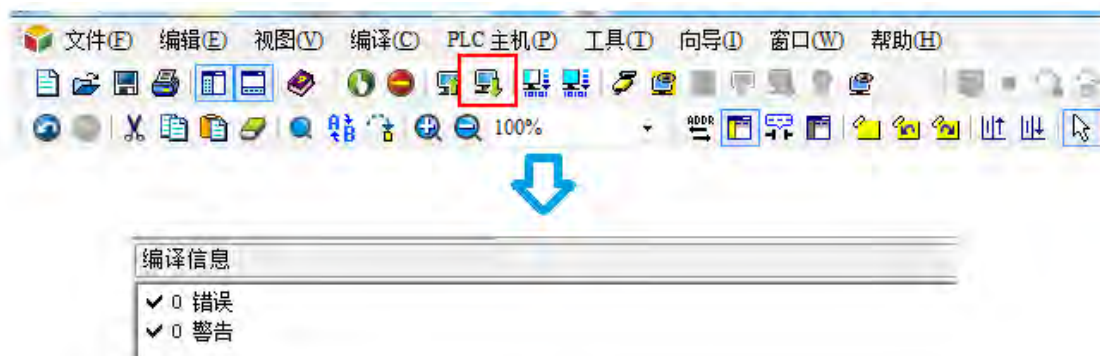 文件(F) 编辑(E) 视图(V) 编译(C) PLC 主机(P) 工具(T) 向导(I) 窗口(W) 帮助(H)
100% ADDR
编译信息
0 错误
0 警告